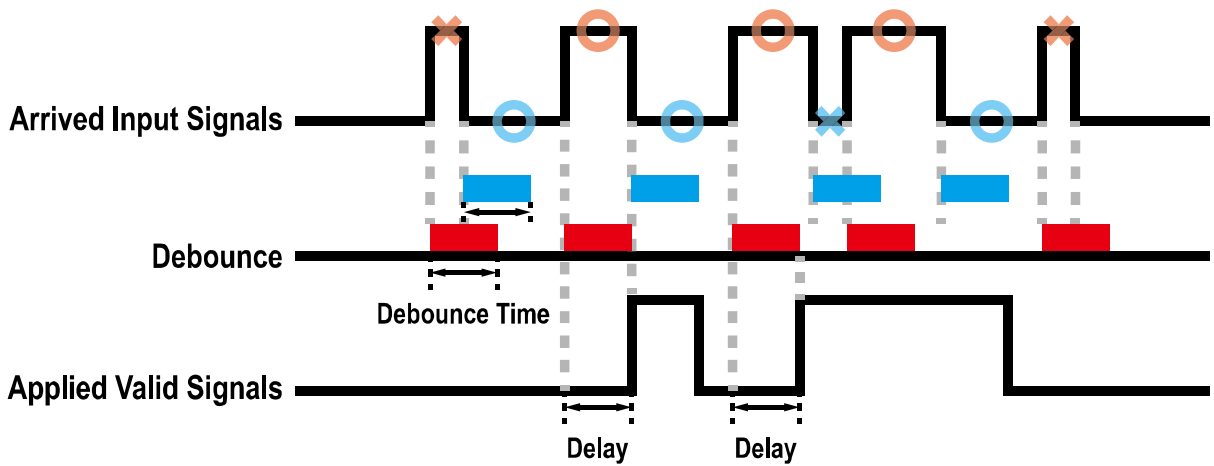 Arrived Input Signals
Debounce
Debounce Time
Applied Valid Signals
Delay
Delay